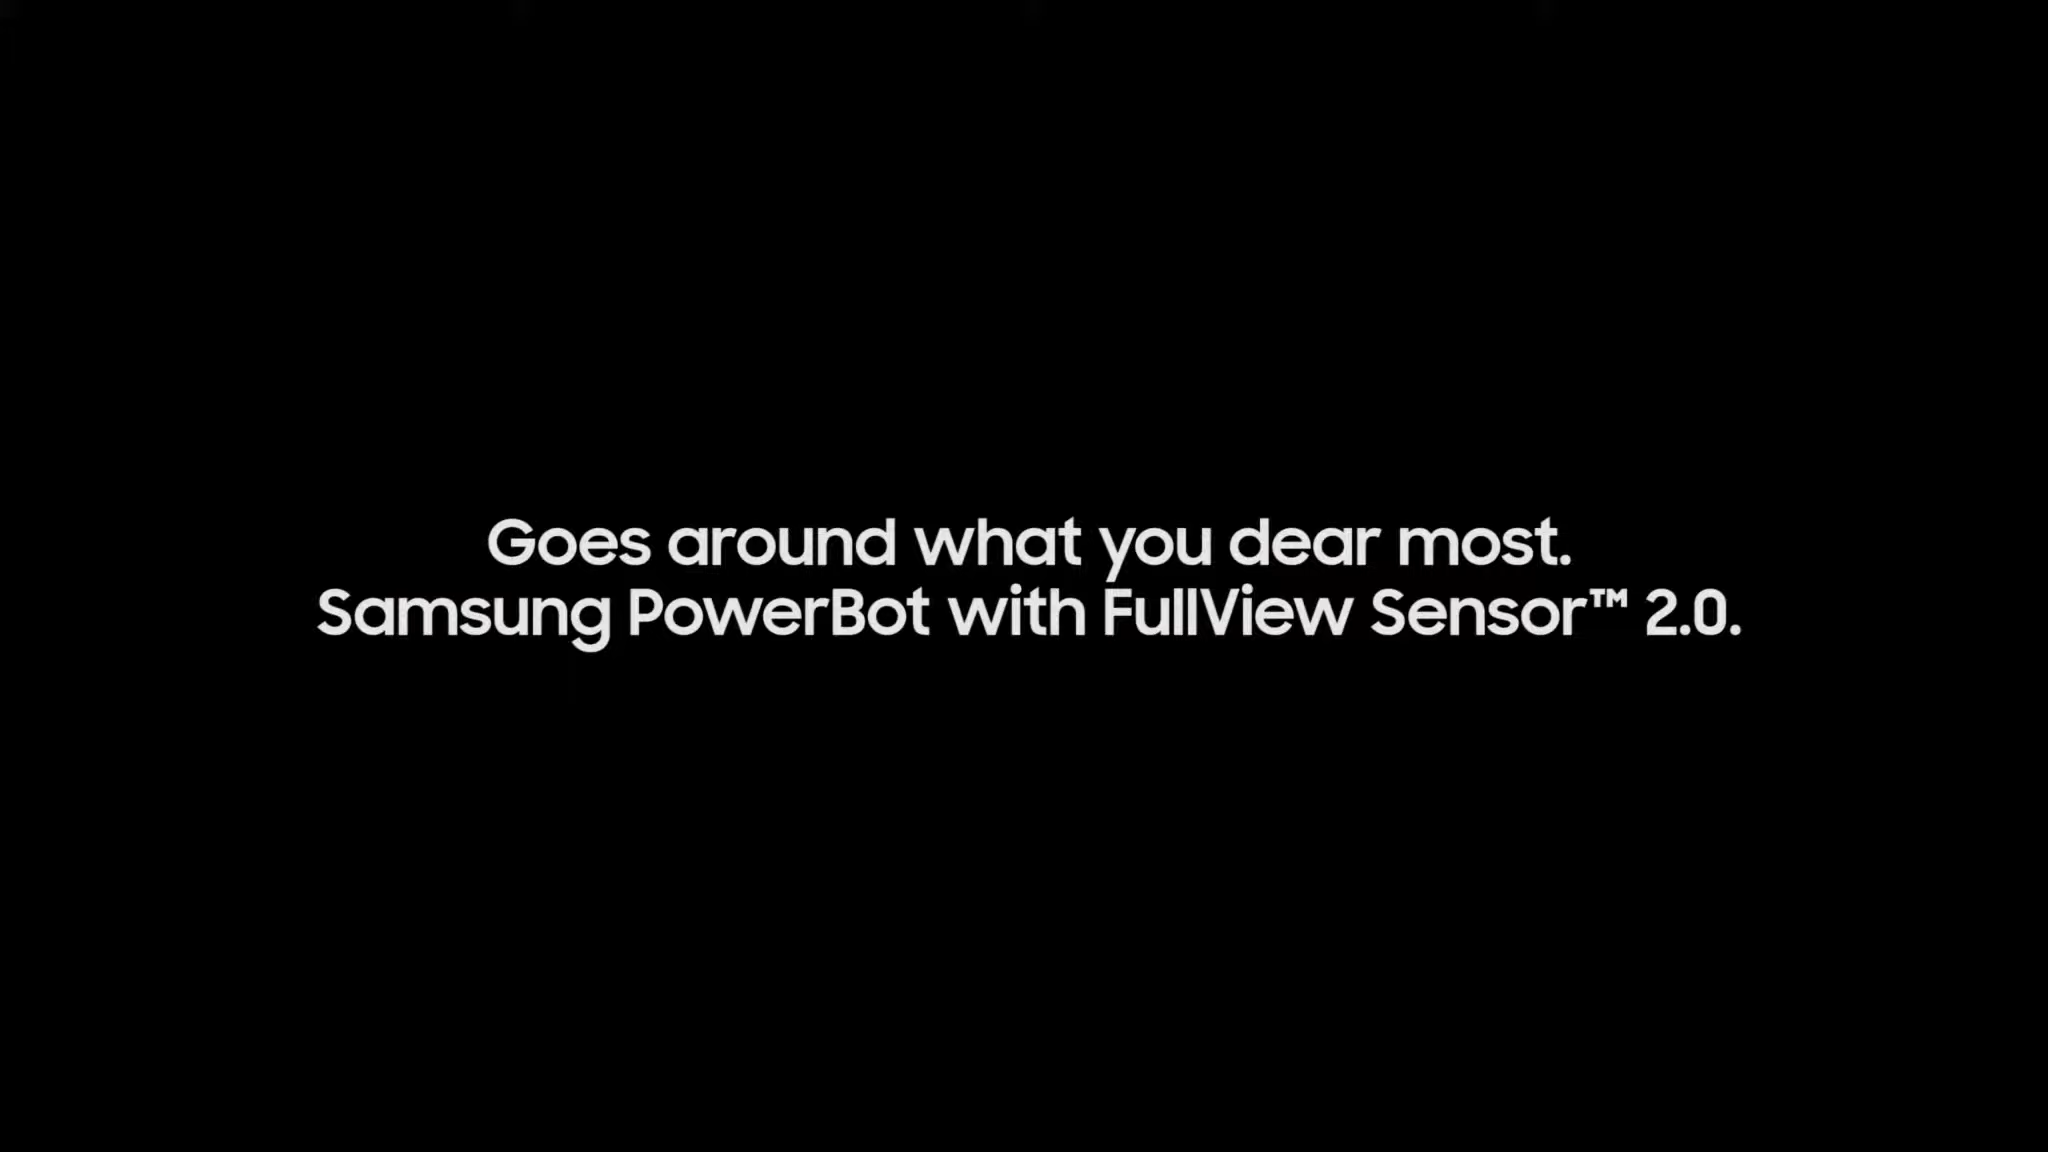 Goes around what you dear most.
Samsung PowerBot with FullView Sensor™ 2.0.